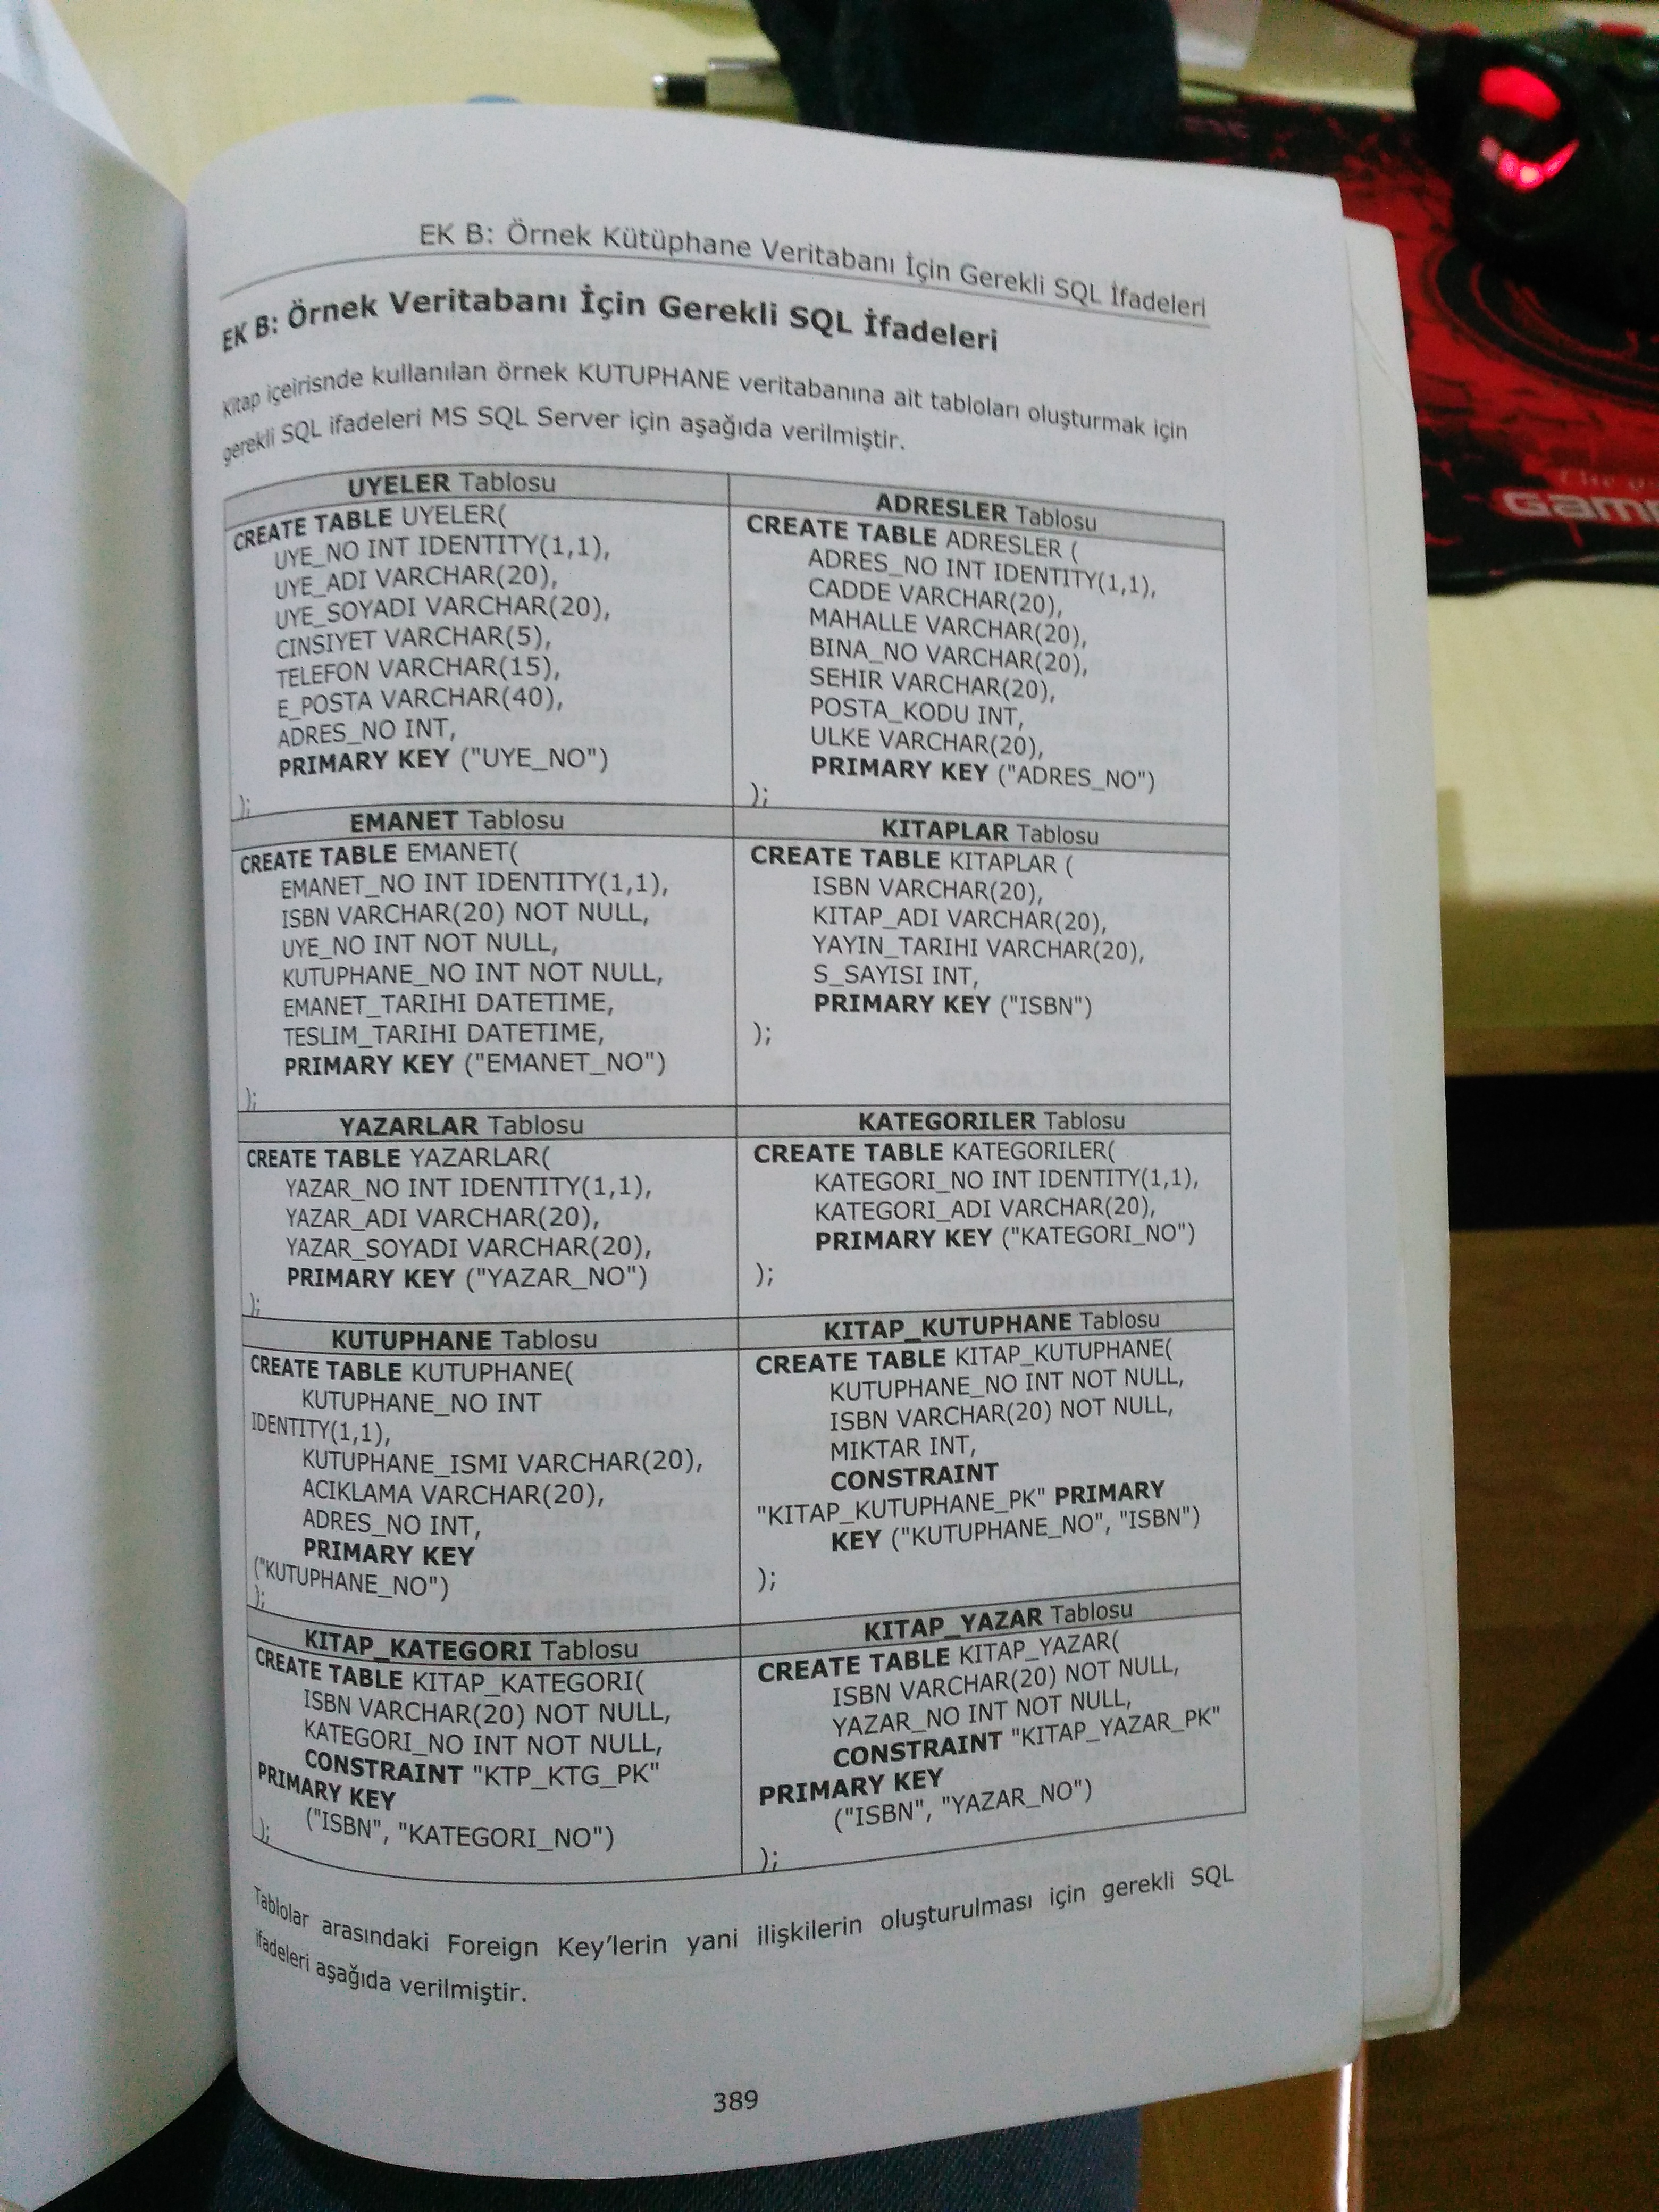 EK B: Örnek Kütüphane Veritabanı İçin Gerekli SQL İfadeleri
EK B: Örnek Veritabanı İçin Gerekli SQL İfadeleri
Kitap içeirisnde kullanılan örnek KUTUPHANE veritabanına ait tabloları oluşturmak için
gerekli SQL ifadeleri MS SQL Server için aşağıda verilmiştir.
UYELER Tablosu
CREATE TABLE UYELER(
UYE_NO INT IDENTITY(1,1),
UYE_ADI VARCHAR(20),
UYE_SOYADI VARCHAR(20),
CINSIYET VARCHAR(5),
TELEFON VARCHAR(15),
E_POSTA VARCHAR(40),
ADRES_NO INT,
PRIMARY KEY ("UYE_NO")
);
ADRESLER Tablosu
CREATE TABLE ADRESLER (
ADRES_NO INT IDENTITY(1,1),
CADDE VARCHAR(20),
MAHALLE VARCHAR(20),
BINA_NO VARCHAR(20),
SEHIR VARCHAR(20),
POSTA_KODU INT,
ULKE VARCHAR(20),
PRIMARY KEY ("ADRES_NO")
);
EMANET Tablosu
CREATE TABLE EMANET(
EMANET_NO INT IDENTITY(1,1),
ISBN VARCHAR(20) NOT NULL,
UYE_NO INT NOT NULL,
KUTUPHANE_NO INT NOT NULL,
EMANET_TARIHI DATETIME,
TESLIM_TARIHI DATETIME,
PRIMARY KEY ("EMANET_NO")
);
KITAPLAR Tablosu
CREATE TABLE KITAPLAR (
ISBN VARCHAR(20),
KITAP_ADI VARCHAR(20),
YAYIN_TARIHI VARCHAR(20),
S_SAYISI INT,
PRIMARY KEY ("ISBN")
);
YAZARLAR Tablosu
CREATE TABLE YAZARLAR(
YAZAR_NO INT IDENTITY(1,1),
YAZAR_ADI VARCHAR(20),
YAZAR_SOYADI VARCHAR(20),
PRIMARY KEY ("YAZAR_NO")
);
KATEGORILER Tablosu
CREATE TABLE KATEGORILER(
KATEGORI_NO INT IDENTITY(1,1),
KATEGORI_ADI VARCHAR(20),
PRIMARY KEY ("KATEGORI_NO")
);
KUTUPHANE Tablosu
CREATE TABLE KUTUPHANE(
KUTUPHANE_NO INT
IDENTITY(1,1),
KUTUPHANE_ISMI VARCHAR(20),
ACIKLAMA VARCHAR(20),
ADRES_NO INT,
PRIMARY KEY
("KUTUPHANE_NO")
);
KITAP_KUTUPHANE Tablosu
CREATE TABLE KITAP_KUTUPHANE(
KUTUPHANE_NO INT NOT NULL,
ISBN VARCHAR(20) NOT NULL,
MIKTAR INT,
CONSTRAINT
"KITAP_KUTUPHANE_PK" PRIMARY
KEY ("KUTUPHANE_NO", "ISBN")
);
KITAP_KATEGORI Tablosu
CREATE TABLE KITAP_KATEGORI(
ISBN VARCHAR(20) NOT NULL,
KATEGORI_NO INT NOT NULL,
CONSTRAINT "KTP_KTG_PK"
PRIMARY KEY
("ISBN", "KATEGORI_NO")
);
KITAP_YAZAR Tablosu
CREATE TABLE KITAP_YAZAR(
ISBN VARCHAR(20) NOT NULL,
YAZAR_NO INT NOT NULL,
CONSTRAINT "KITAP_YAZAR_PK"
PRIMARY KEY
("ISBN", "YAZAR_NO")
);
Tablolar arasındaki Foreign Key'lerin yani ilişkilerin oluşturulması için gerekli SQL
ifadeleri aşağıda verilmiştir.
389